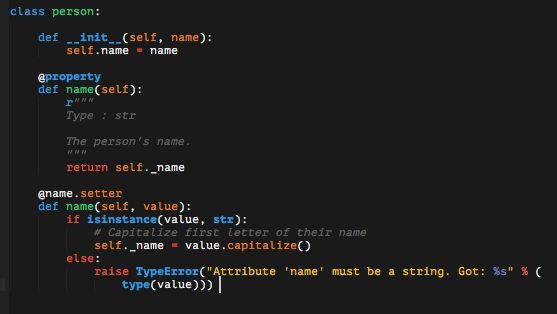 class person:
def __init__(self, name):
self.name = name
@property
def name(self):
r"""
Type : str
The person's name.
"""
return self._name
@name.setter
def name(self, value):
if isinstance(value, str):
# Capitalize first letter of their name
self._name = value.capitalize()
else:
raise TypeError("Attribute 'name' must be a string. Got: %s" % (
type(value)))